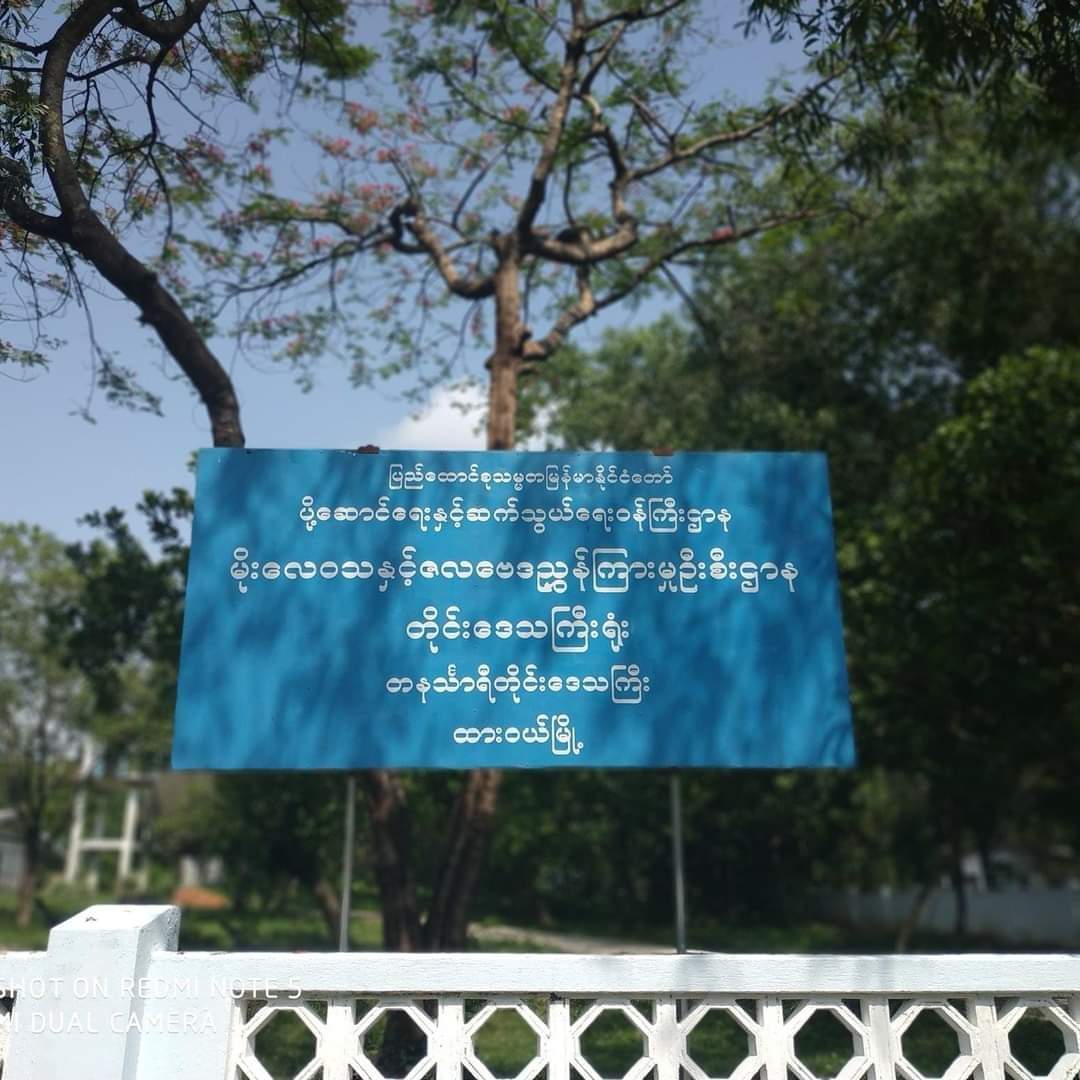 ပြည်ထောင်စုသမ္မတမြန်မာနိုင်ငံတော်
ပို့ဆောင်ရေးနှင့်ဆက်သွယ်ရေးဝန်ကြီးဌာန
မိုးလေဝသနှင့်ဇလဗေဒညွှန်ကြားမှုဦးစီးဌာန
တိုင်းဒေသကြီးရုံး
တနင်္သာရီတိုင်းဒေသကြီး
ထားဝယ်မြို့
SHOT ON REDMI NOTE 5
MI DUAL CAMERA